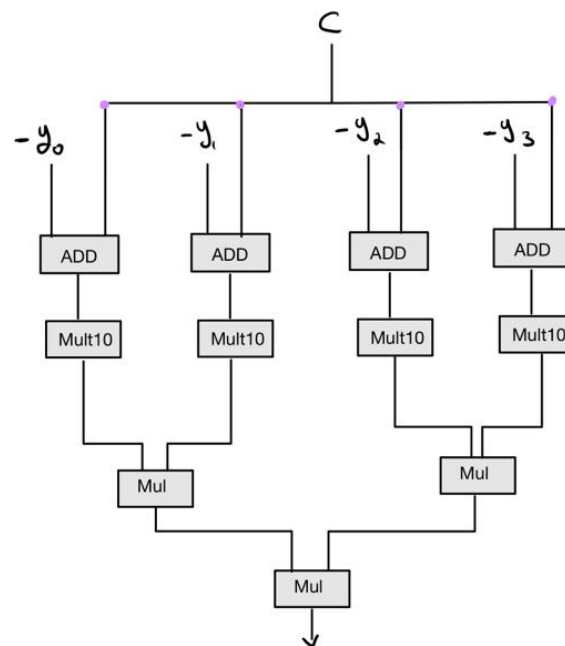 C
-y₀ -y₁ -y₂ -y₃
ADD ADD ADD ADD
Mult10 Mult10 Mult10 Mult10
Mul Mul
Mul